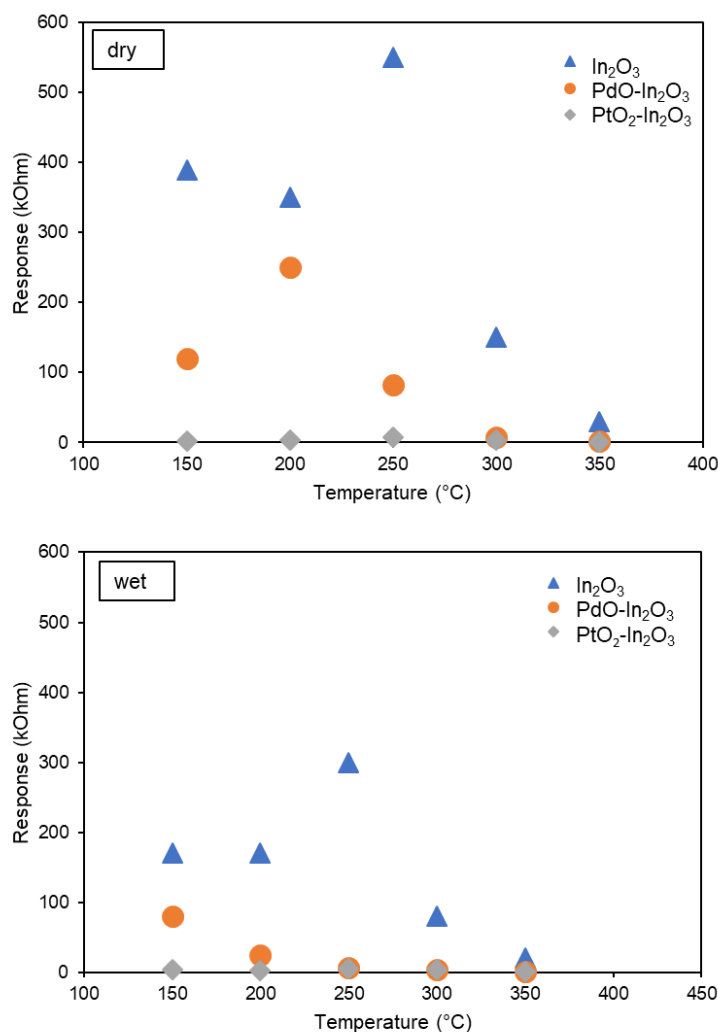 dry
In₂O₃
PdO-In₂O₃
PtO₂-In₂O₃
Response (kOhm)
600
500
400
300
200
100
0
100 150 200 250 300 350 400
Temperature (°C)
wet
In₂O₃
PdO-In₂O₃
PtO₂-In₂O₃
Response (kOhm)
600
500
400
300
200
100
0
100 150 200 250 300 350 400 450
Temperature (°C)